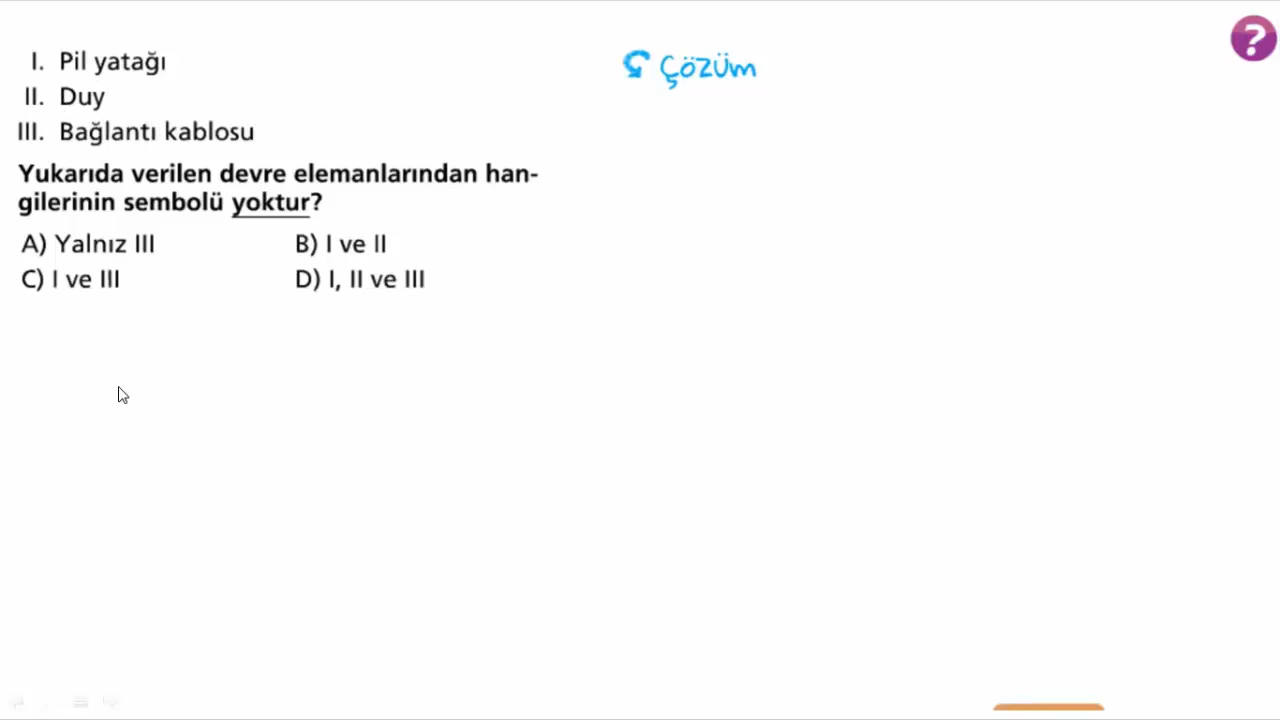 I. Pil yatağı
II. Duy
III. Bağlantı kablosu
Yukarıda verilen devre elemanlarından han-
gilerinin sembolü yoktur?
A) Yalnız III B) I ve II
C) I ve III D) I, II ve III
Çözüm
?